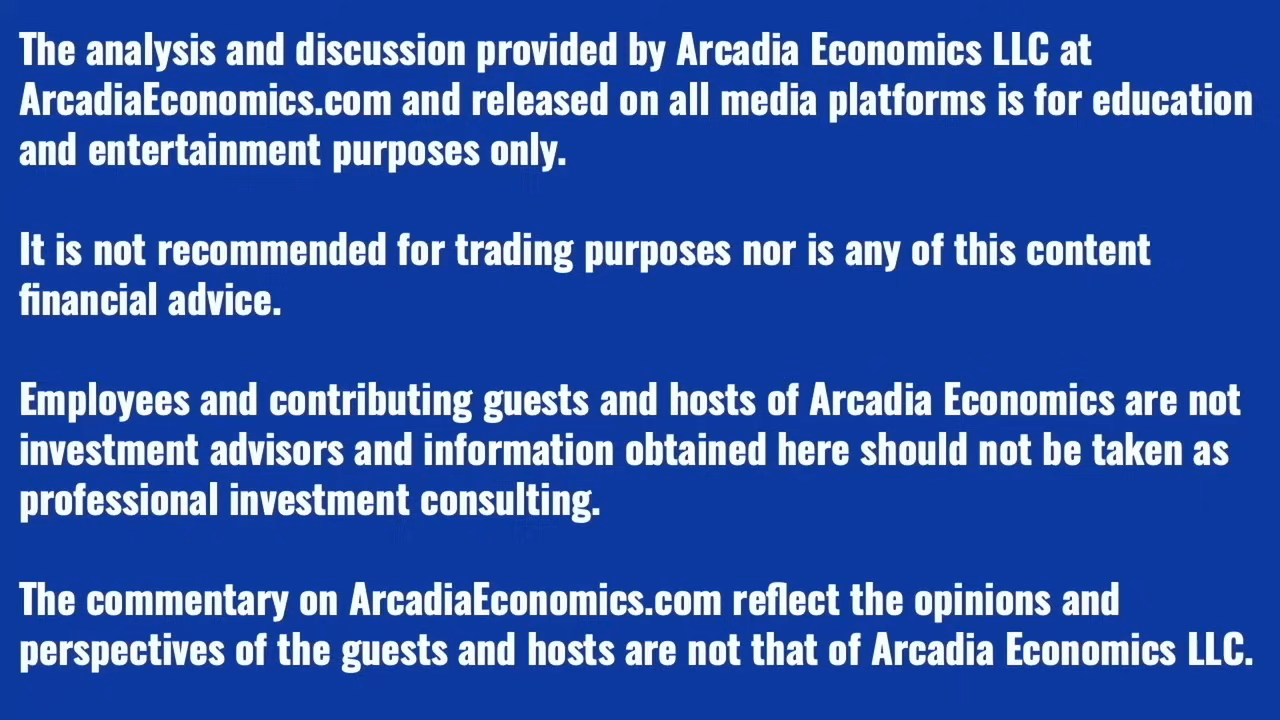 The analysis and discussion provided by Arcadia Economics LLC at
ArcadiaEconomics.com and released on all media platforms is for education
and entertainment purposes only.
It is not recommended for trading purposes nor is any of this content
financial advice.
Employees and contributing guests and hosts of Arcadia Economics are not
investment advisors and information obtained here should not be taken as
professional investment consulting.
The commentary on ArcadiaEconomics.com reflect the opinions and
perspectives of the guests and hosts are not that of Arcadia Economics LLC.